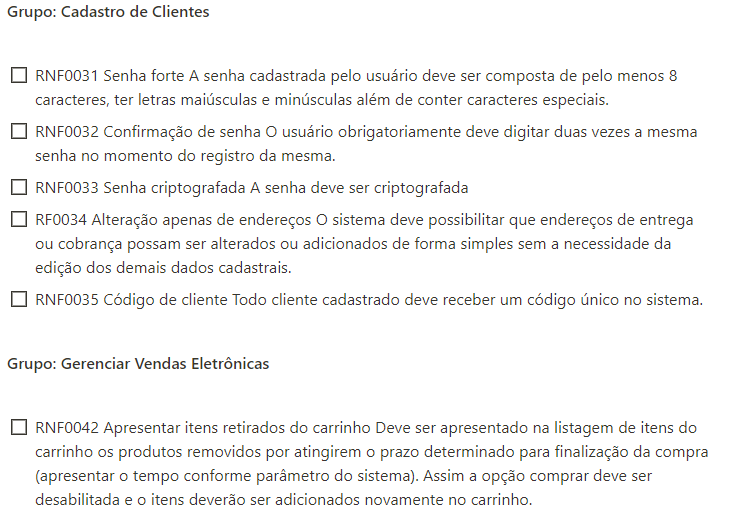 Grupo: Cadastro de Clientes
RNF0031 Senha forte A senha cadastrada pelo usuário deve ser composta de pelo menos 8
caracteres, ter letras maiúsculas e minúsculas além de conter caracteres especiais.
RNF0032 Confirmação de senha O usuário obrigatoriamente deve digitar duas vezes a mesma
senha no momento do registro da mesma.
RNF0033 Senha criptografada A senha deve ser criptografada
RF0034 Alteração apenas de endereços O sistema deve possibilitar que endereços de entrega
ou cobrança possam ser alterados ou adicionados de forma simples sem a necessidade da
edição dos demais dados cadastrais.
RNF0035 Código de cliente Todo cliente cadastrado deve receber um código único no sistema.
Grupo: Gerenciar Vendas Eletrônicas
RNF0042 Apresentar itens retirados do carrinho Deve ser apresentado na listagem de itens do
carrinho os produtos removidos por atingirem o prazo determinado para finalização da compra
(apresentar o tempo conforme parâmetro do sistema). Assim a opção comprar deve ser
desabilitada e o itens deverão ser adicionados novamente no carrinho.